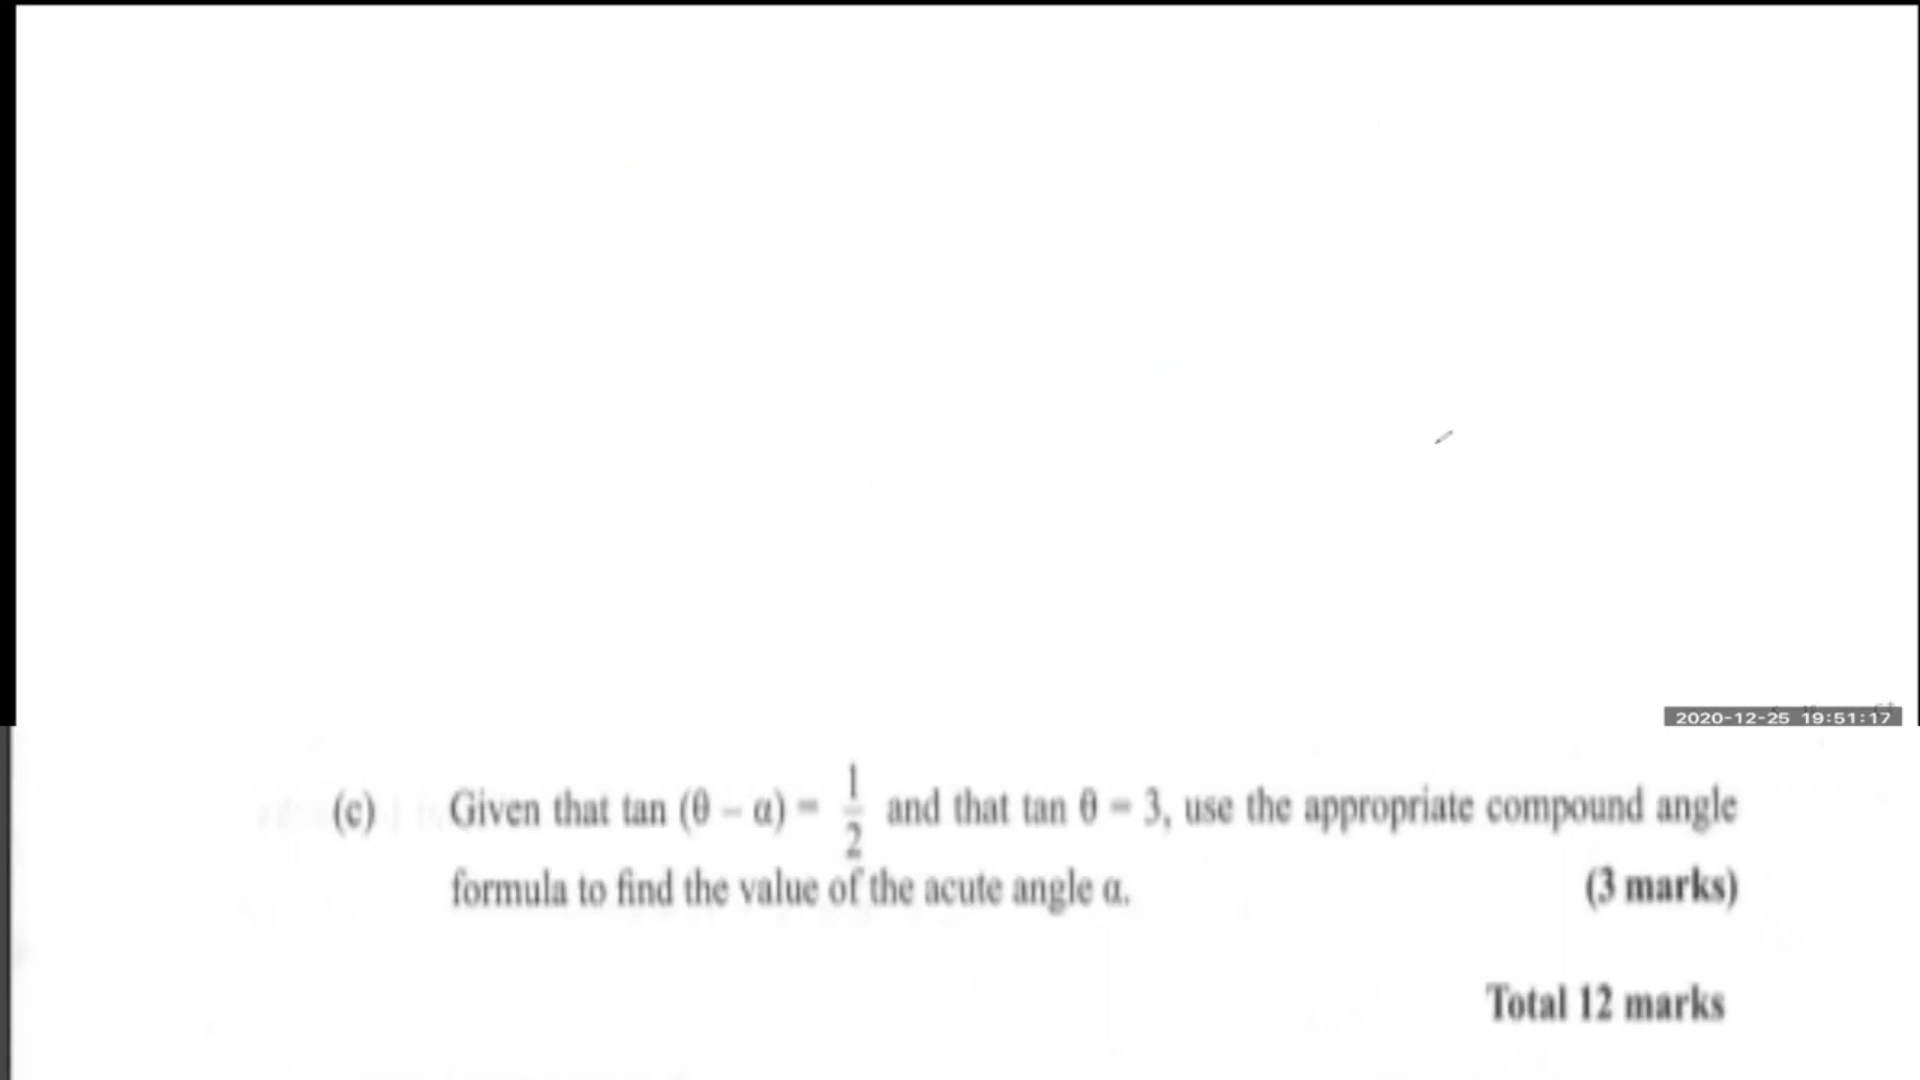 2020-12-25 19:51:17
(c) Given that tan (θ – α) = 1/2 and that tan θ = 3, use the appropriate compound angle
formula to find the value of the acute angle α.
(3 marks)
Total 12 marks